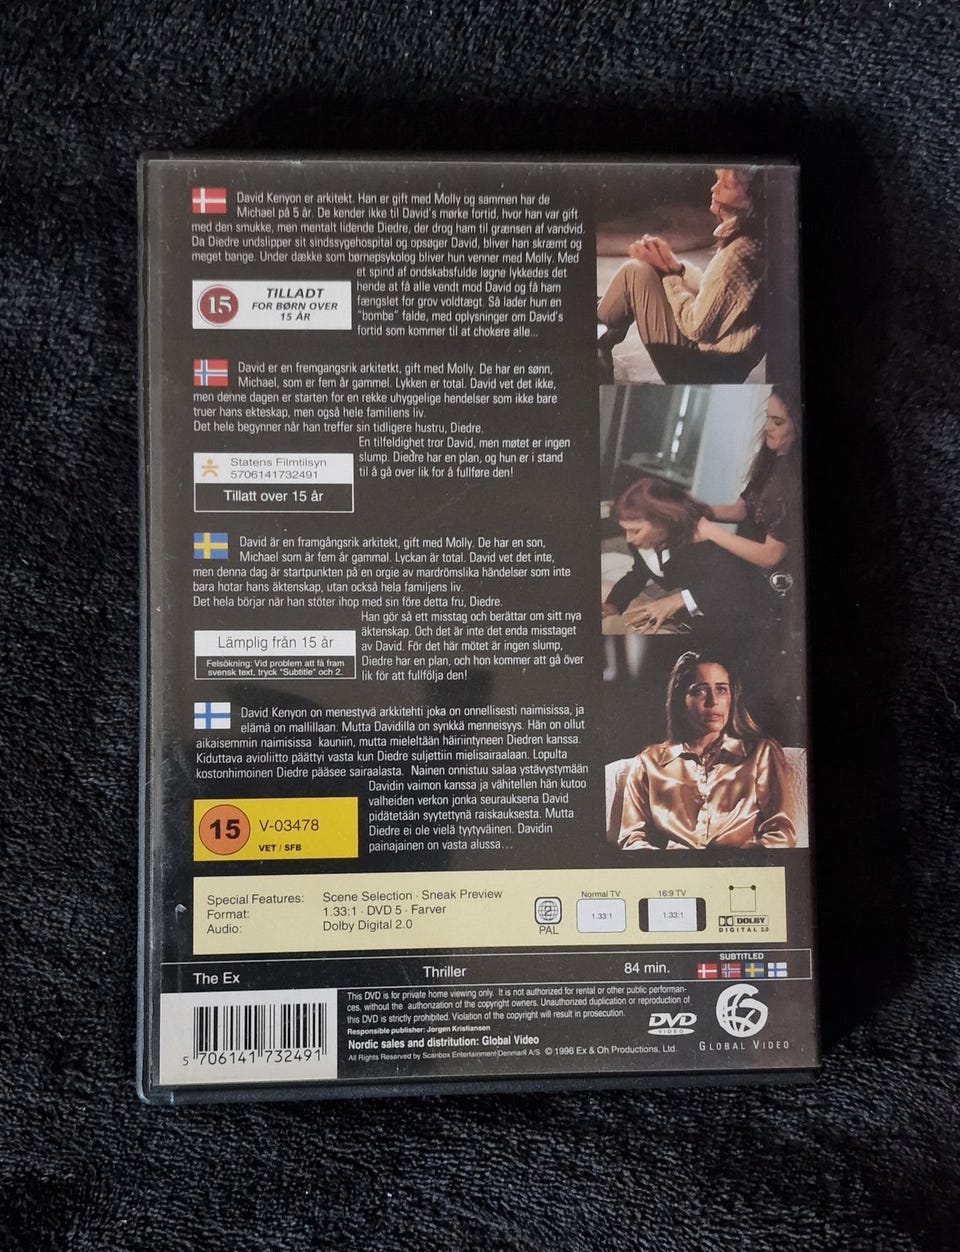 David Kenyon er arkitekt. Han er gift med Molly og sammen har de
Michael på 5 år. De kender ikke til David's mørke fortid, hvor han var gift
med den smukke, men mentalt lidende Diedre, der drog ham til grænsen af vandvid.
Da Diedre undslipper sit sindssygehospital og opsøger David, bliver han skræmt og
meget bange. Under dække som børnepsykolog bliver hun venner med Molly. Med
et spind af ondskabsfulde løgne lykkedes det
hende at få alle vendt mod David og få ham
fængslet for grov voldtægt. Så lader hun en
"bombe" falde, med oplysninger om David's
fortid som kommer til at chokere alle...
15
TILLADT
FOR BØRN OVER
15 ÅR
David er en fremgangsrik arkitetkt, gift med Molly. De har en sønn,
Michael, som er fem år gammel. Lykken er total. David vet det ikke,
men denne dagen er starten for en rekke uhyggelige hendelser som ikke bare
truer hans ekteskap, men også hele familiens liv.
Det hele begynner når han treffer sin tidligere hustru, Diedre.
En tilfeldighet tror David, men møtet er ingen
slump. Diedre har en plan, og hun er i stand
til å gå over lik for å fullføre den!
Statens Filmtilsyn
5706141732491
Tillatt over 15 år
David är en framgångsrik arkitekt, gift med Molly. De har en son,
Michael som är fem år gammal. Lyckan är total. David vet det inte,
men denna dag är startpunkten på en orgie av mardrömslika händelser som inte
bara hotar hans äktenskap, utan också hela familjens liv.
Det hela börjar när han stöter ihop med sin före detta fru, Diedre.
Han gör så ett misstag och berättar om sitt nya
äktenskap. Och det är inte det enda misstaget
av David. För det här mötet är ingen slump,
Diedre har en plan, och hon kommer att gå över
lik för att fullfölja den!
Lämplig från 15 år
Felsökning: Vid problem att få fram
svensk text, tryck "Subtitle" och 2.
David Kenyon on menestyvä arkkitehti joka on onnellisesti naimisissa, ja
elämä on mallillaan. Mutta Davidilla on synkkä menneisyys. Hän on ollut
aikaisemmin naimisissa kauniin, mutta mieleltään häiriintyneen Diedren kanssa.
Kiduttava avioliitto päättyi vasta kun Diedre suljettiin mielisairaalaan. Lopulta
kostonhimoinen Diedre pääsee sairaalasta. Nainen onnistuu salaa ystävystymään
Davidin vaimon kanssa ja vähitellen hän kutoo
valheiden verkon jonka seurauksena David
pidätetään syytettynä raiskauksesta. Mutta
Diedre ei ole vielä tyytyväinen. Davidin
painajainen on vasta alussa...
15
V-03478
VET / SFB
Special Features: Scene Selection · Sneak Preview
Format: 1.33:1 · DVD 5 · Farver
Audio: Dolby Digital 2.0
2
PAL
Normal TV
1.33:1
16:9 TV
1.33:1
DOLBY
DIGITAL 2.0
The Ex
Thriller
84 min.
SUBTITLED
5 706141 732491
This DVD is for private home viewing only. It is not authorized for rental or other public performan-
ces, without the authorization of the copyright owners. Unauthorized duplication or reproduction of
this DVD is strictly prohibited. Violation of the copyright will result in prosecution.
Responsible publisher: Jørgen Kristiansen
Nordic sales and distribution: Global Video
All Rights Reserved by Scanbox Entertainment Denmark A/S © 1996 Ex & Oh Productions, Ltd.
DVD
VIDEO
GLOBAL VIDEO